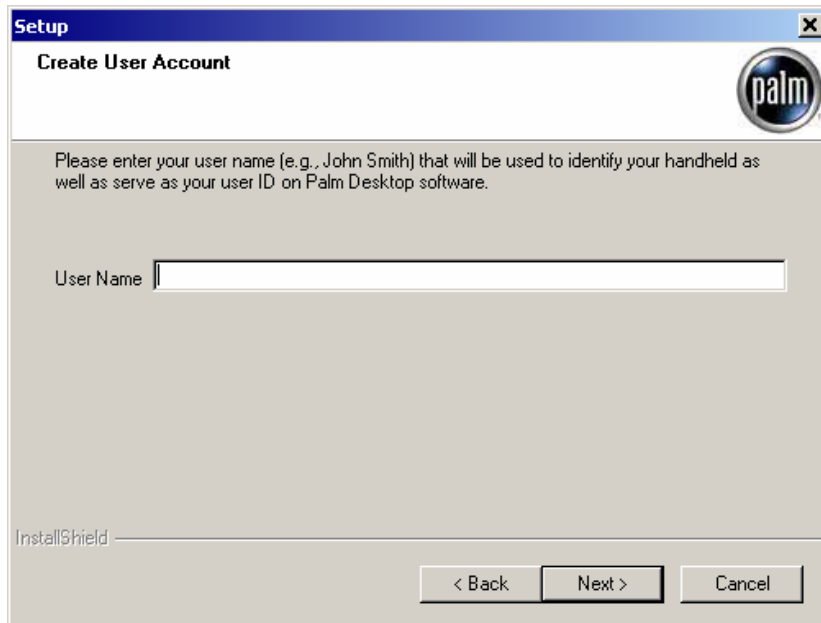 Setup
Create User Account
palm
Please enter your user name (e.g., John Smith) that will be used to identify your handheld as
well as serve as your user ID on Palm Desktop software.
User Name
InstallShield
< Back Next > Cancel